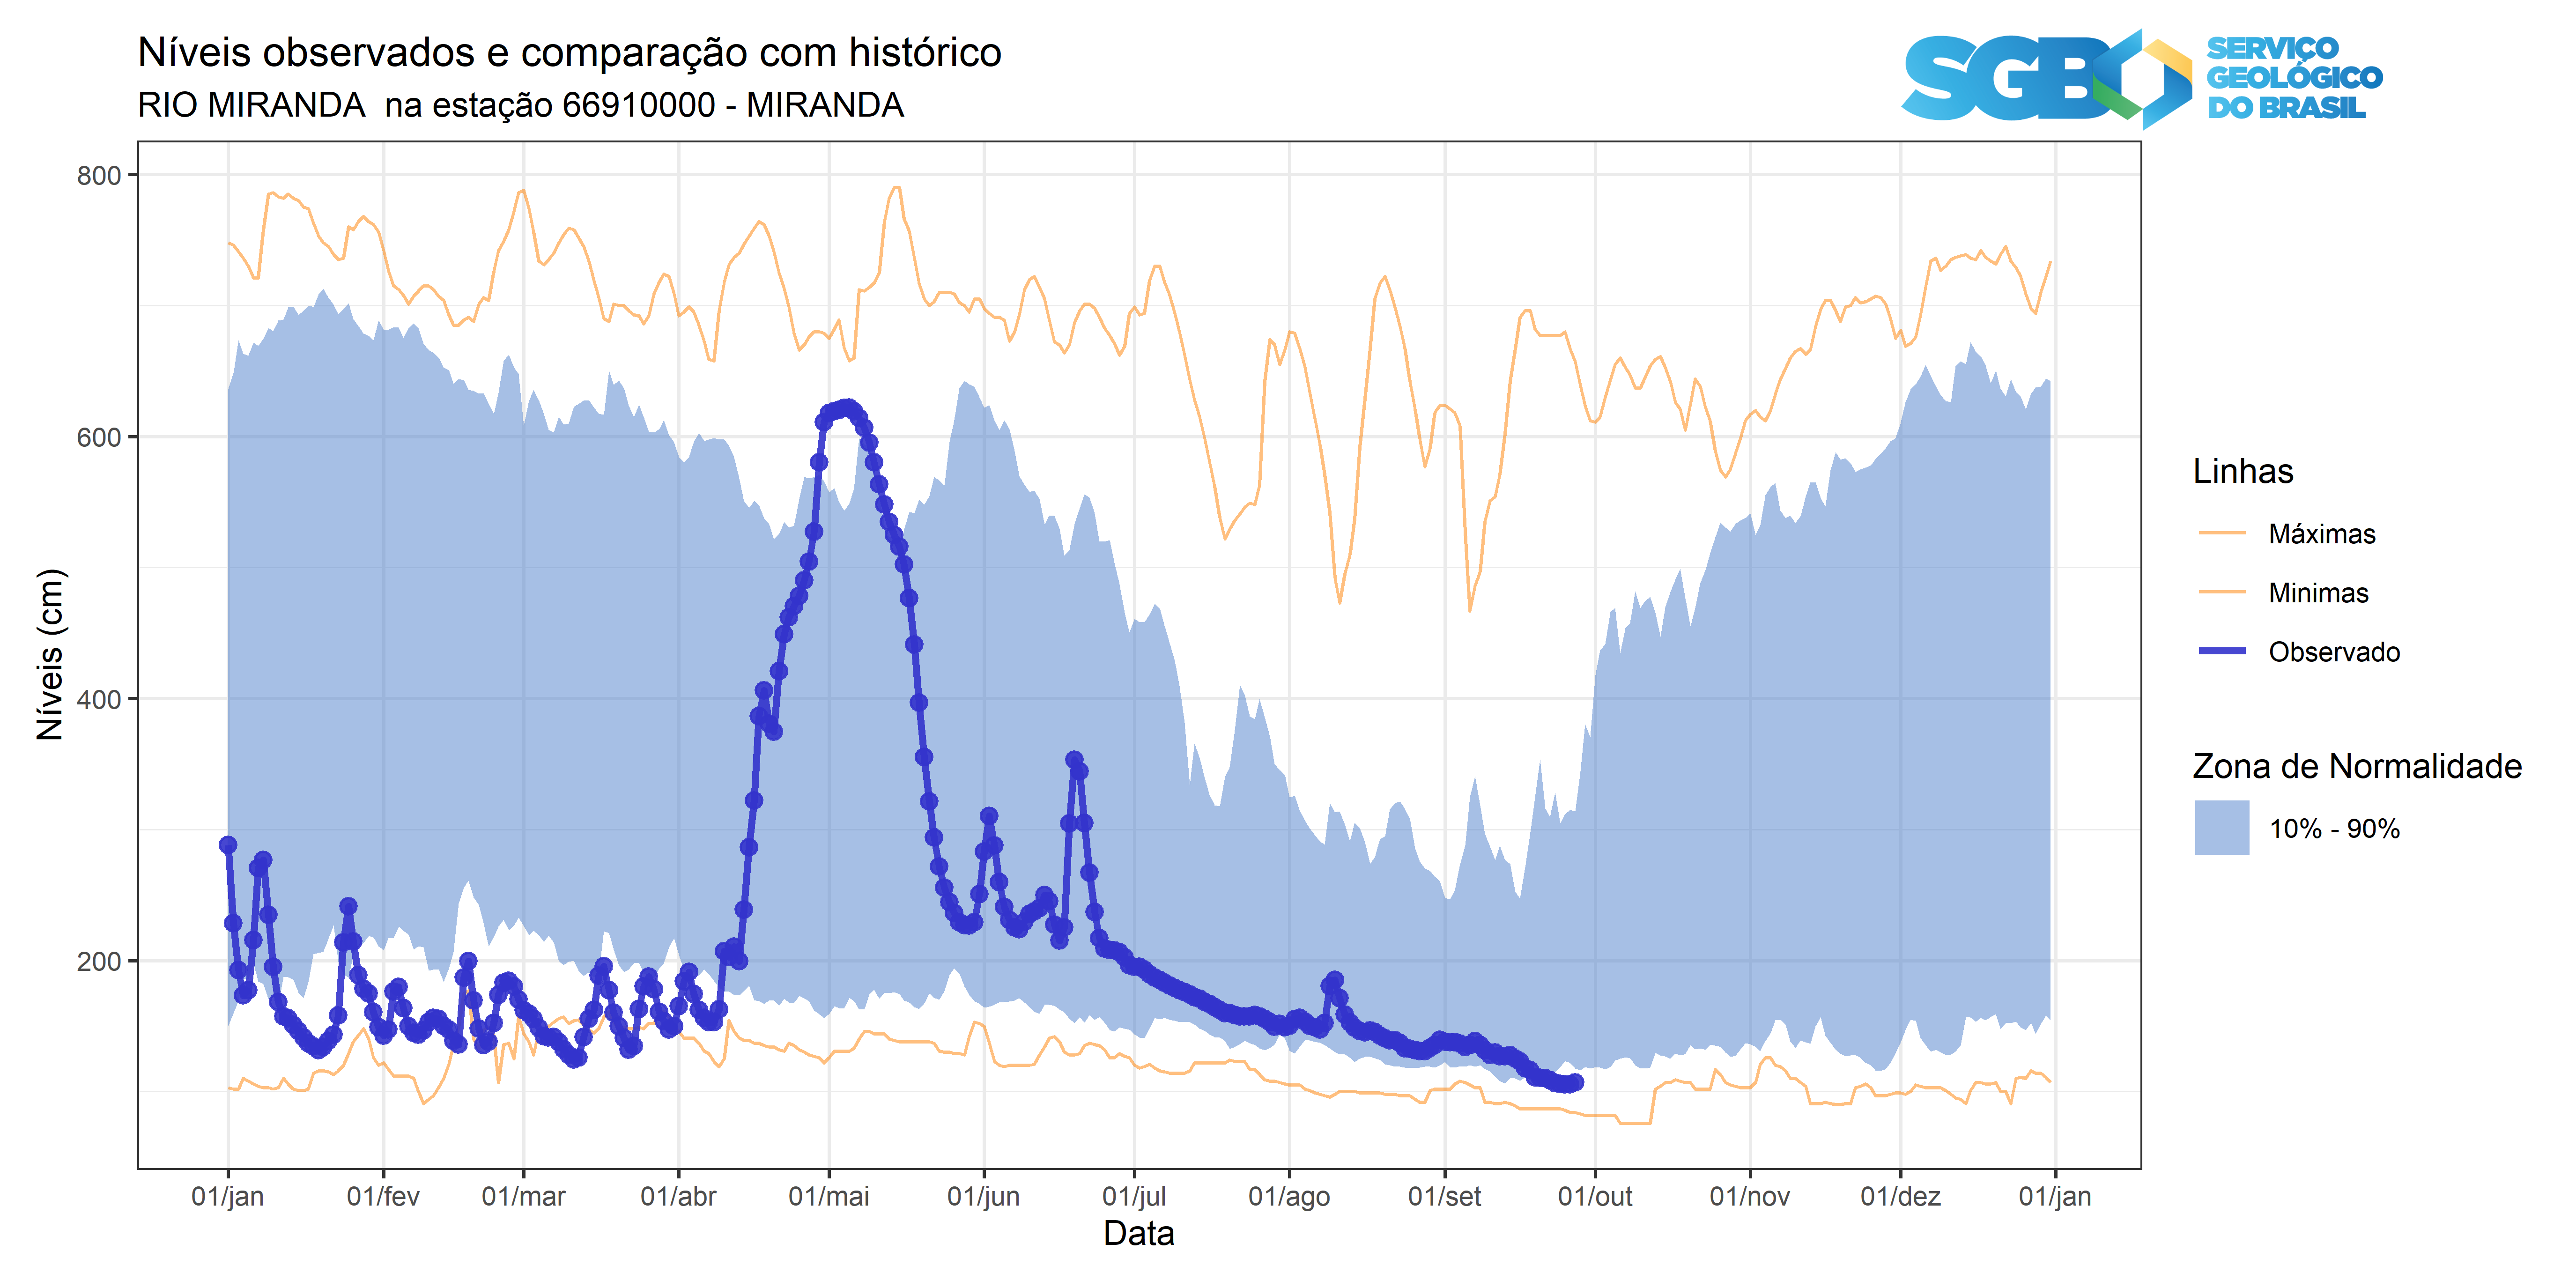 Níveis observados e comparação com histórico
RIO MIRANDA  na estação 66910000 - MIRANDA
SGB
SERVIÇO
GEOLÓGICO
DO BRASIL
800
600
400
200
Níveis (cm)
01/jan
01/fev
01/mar
01/abr
01/mai
01/jun
01/jul
01/ago
01/set
01/out
01/nov
01/dez
01/jan
Data
Linhas
Máximas
Minimas
Observado
Zona de Normalidade
10% - 90%